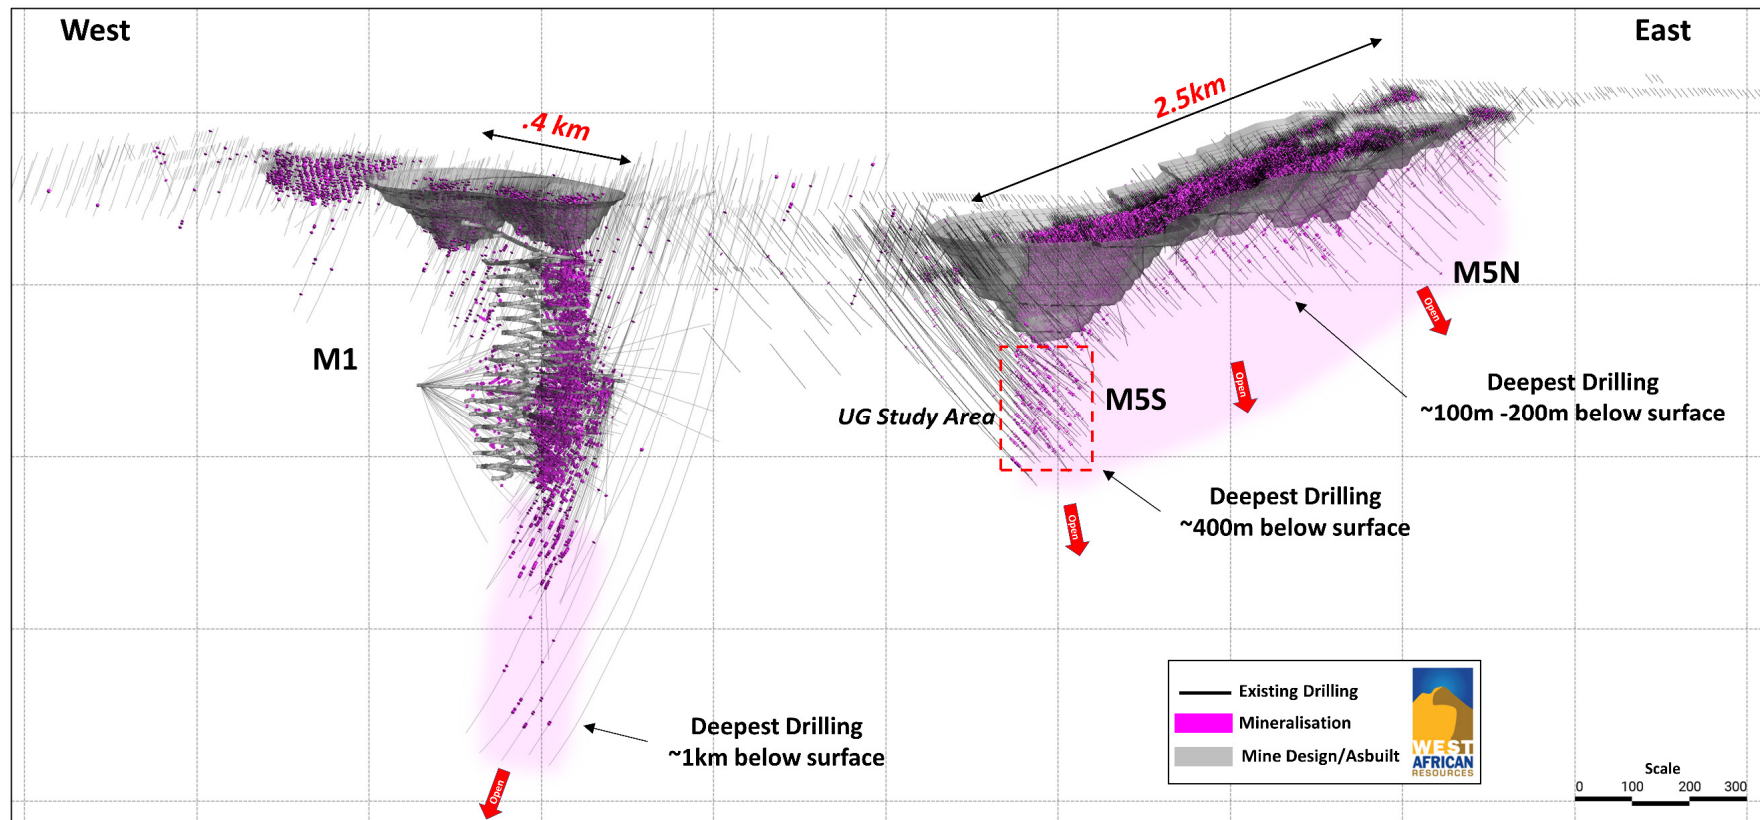 West
East
.4 km
2.5km
M5N
Open
M1
Open
Deepest Drilling
~100m -200m below surface
UG Study Area
M5S
Deepest Drilling
~400m below surface
Open
Existing Drilling
Mineralisation
Mine Design/Asbuilt
WEST
AFRICAN
RESOURCES
Deepest Drilling
~1km below surface
Open
Scale
0 100 200 300